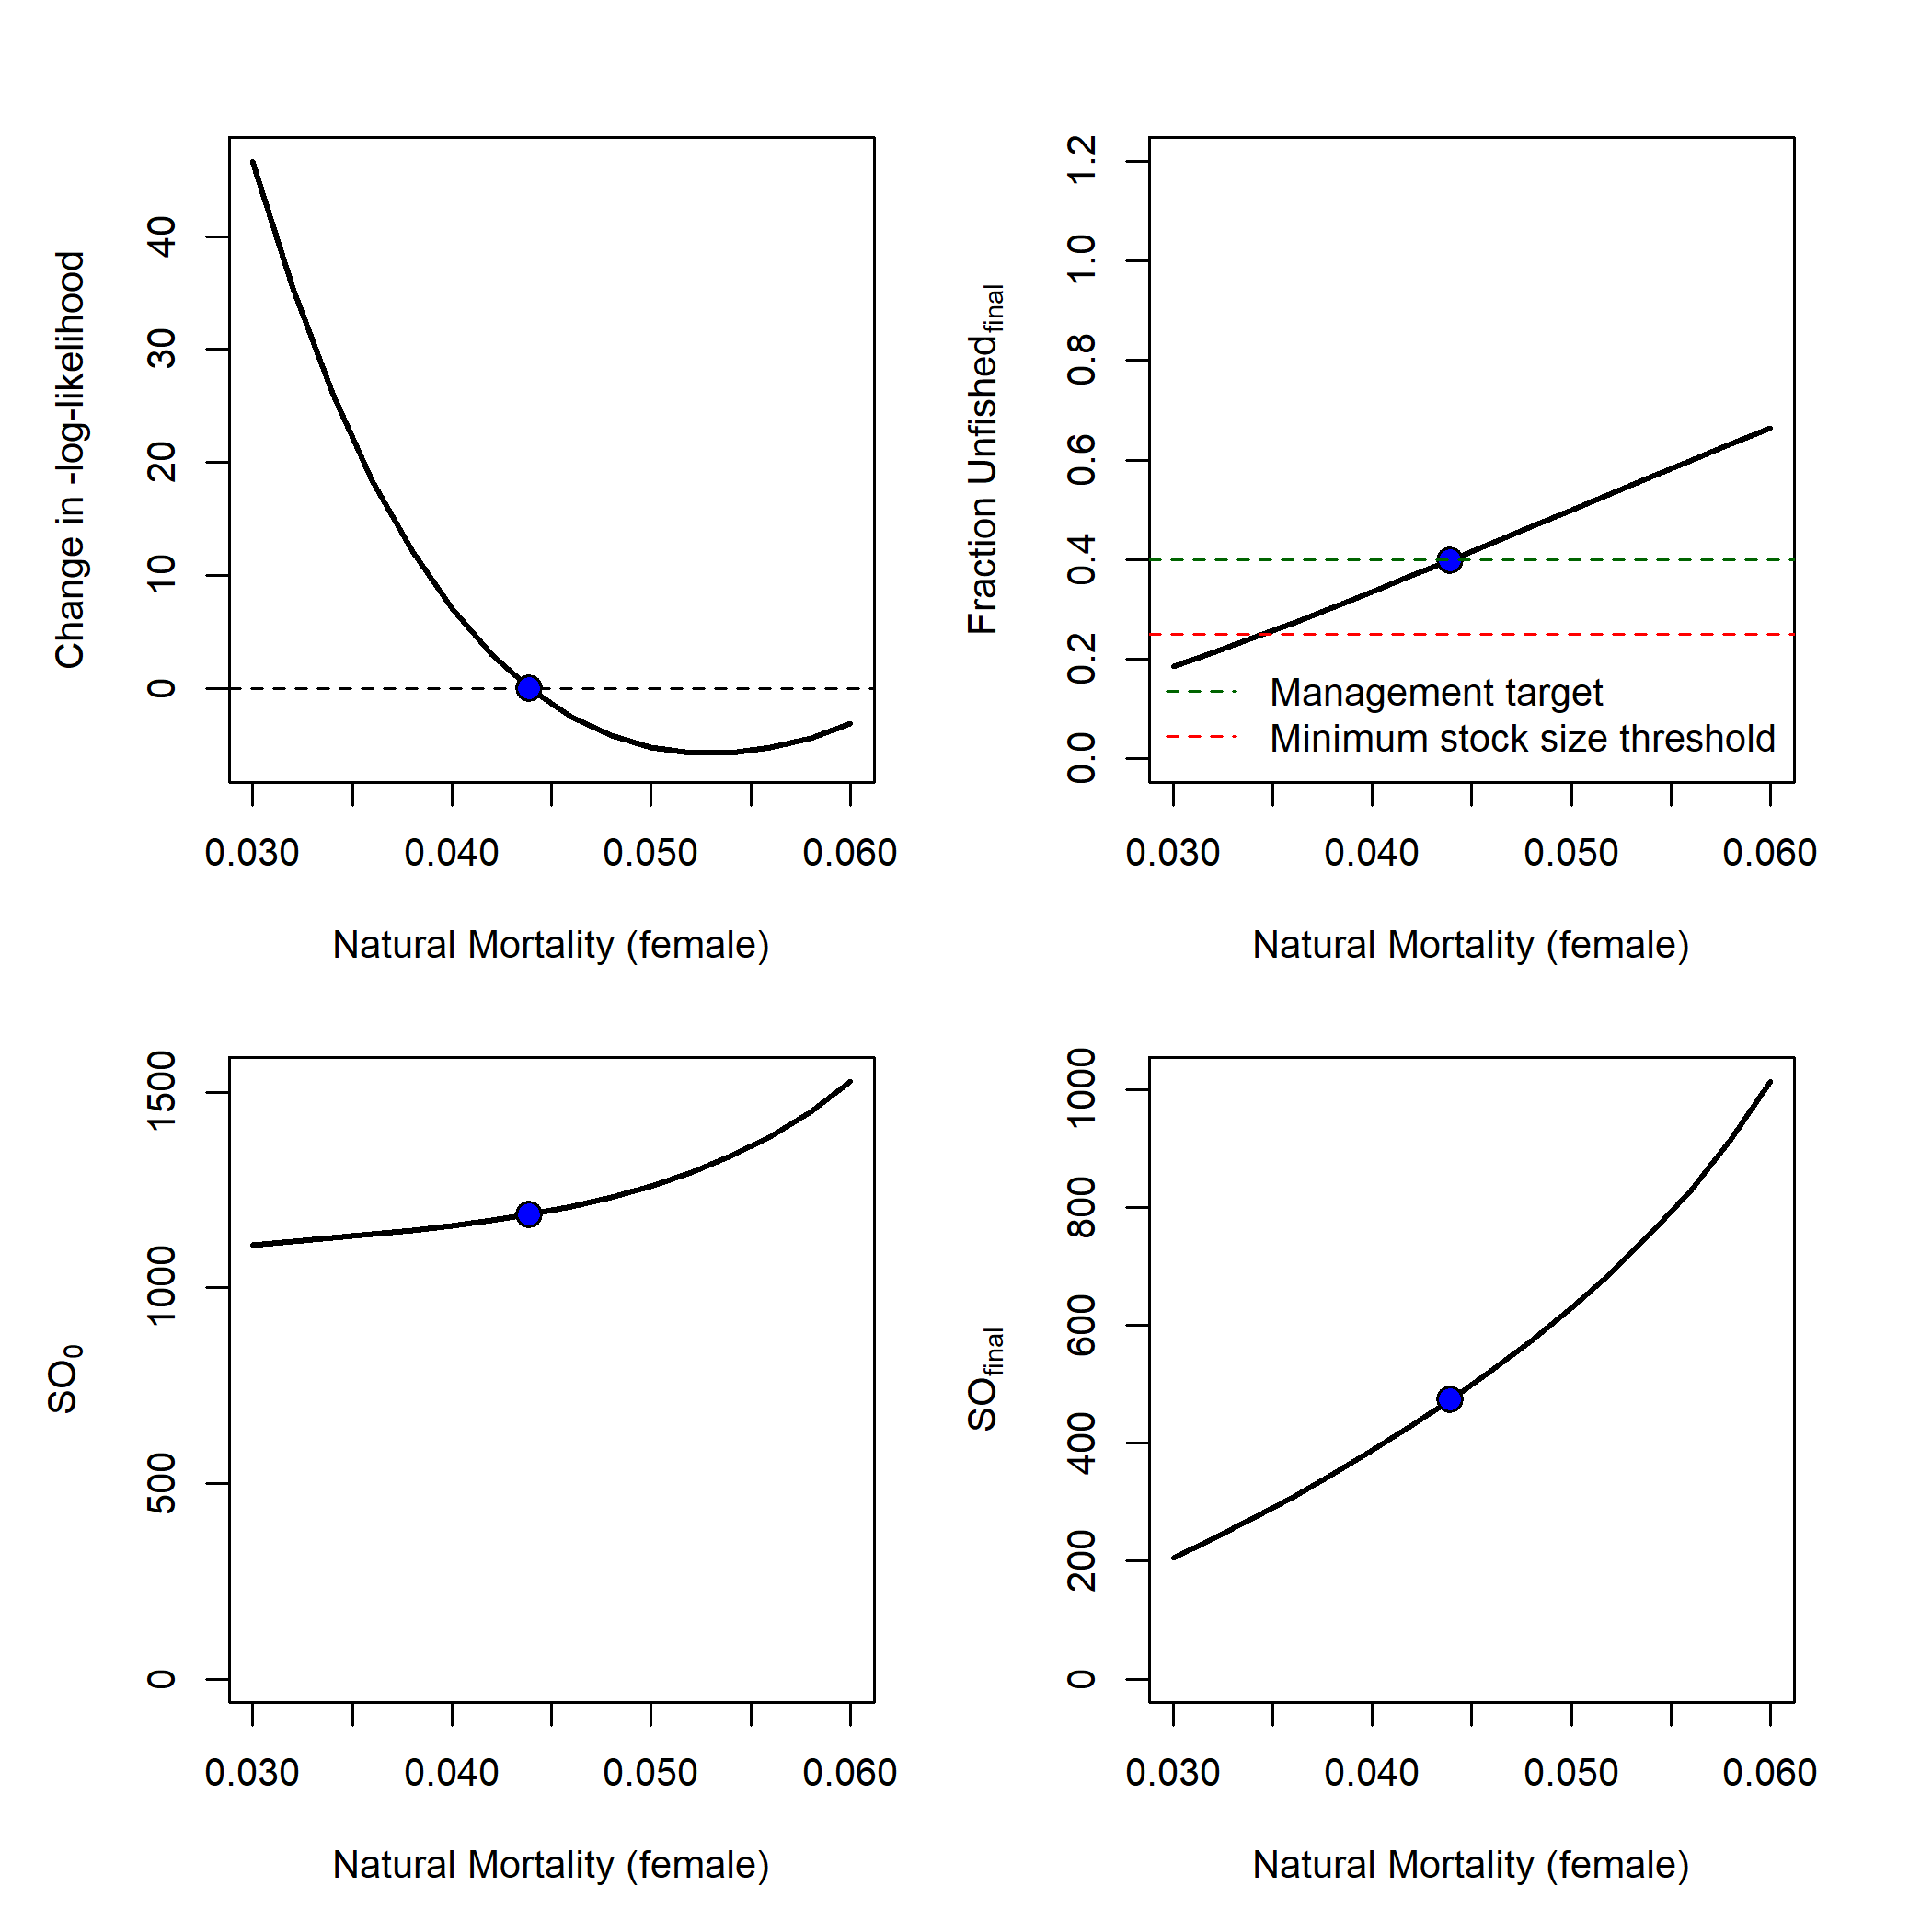 Change in -log-likelihood
40
30
20
10
0
0.030 0.040 0.050 0.060
Natural Mortality (female)
Fraction Unfished final
1.2
1.0
0.8
0.6
0.4
0.2
0.0
Management target
Minimum stock size threshold
0.030 0.040 0.050 0.060
Natural Mortality (female)
SO0
1500
1000
500
0
0.030 0.040 0.050 0.060
Natural Mortality (female)
SOfinal
1000
800
600
400
200
0
0.030 0.040 0.050 0.060
Natural Mortality (female)